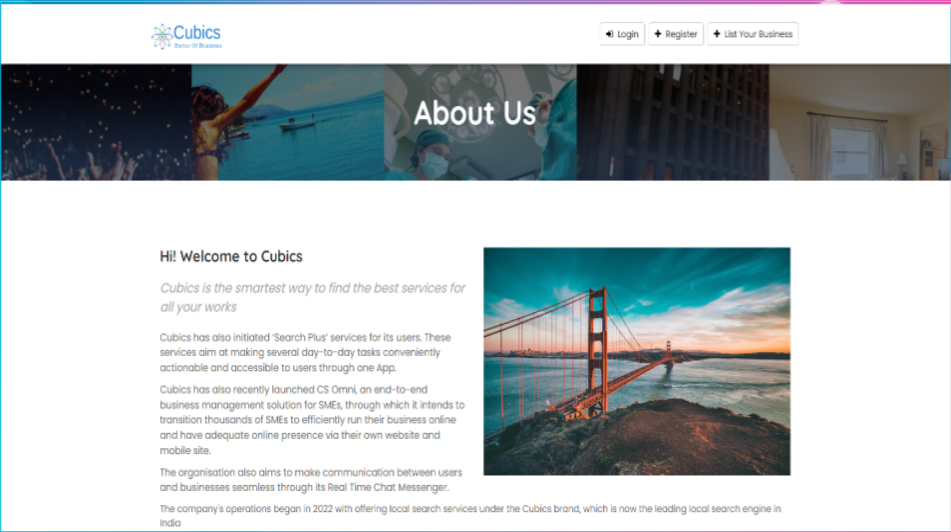 Cubics
Sector Of Business
Login
Register
List Your Business
About Us
Hi! Welcome to Cubics
Cubics is the smartest way to find the best services for
all your works
Cubics has also initiated 'Search Plus' services for its users. These
services aim at making several day-to-day tasks conveniently
actionable and accessible to users through one App.
Cubics has also recently launched CS Omni, an end-to-end
business management solution for SMEs, through which it intends to
transition thousands of SMEs to efficiently run their business online
and have adequate online presence via their own website and
mobile site.
The organisation also aims to make communication between users
and businesses seamless through its Real Time Chat Messenger.
The company's operations began in 2022 with offering local search services under the Cubics brand, which is now the leading local search engine in
India